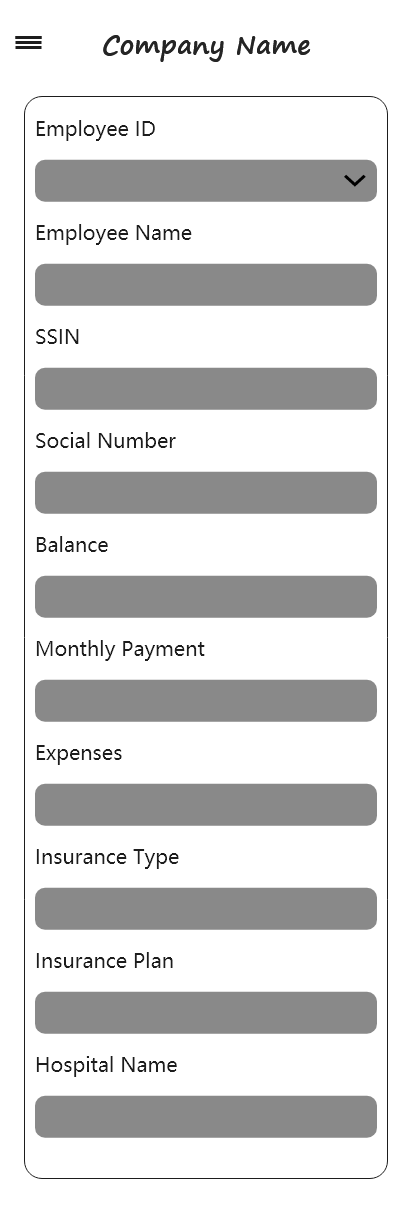 Company Name
Employee ID
Employee Name
SSIN
Social Number
Balance
Monthly Payment
Expenses
Insurance Type
Insurance Plan
Hospital Name